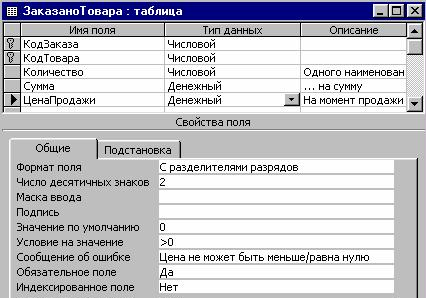 ЗаказаноТовара : таблица
Имя поля Тип данных Описание
КодЗаказа Числовой
КодТовара Числовой
Количество Числовой Одного наименован
Сумма Денежный ... на сумму
ЦенаПродажи Денежный На момент продажи
Свойства поля
Общие Подстановка
Формат поля С разделителями разрядов
Число десятичных знаков 2
Маска ввода
Подпись
Значение по умолчанию 0
Условие на значение >0
Сообщение об ошибке Цена не может быть меньше/равна нулю
Обязательное поле Да
Индексированное поле Нет